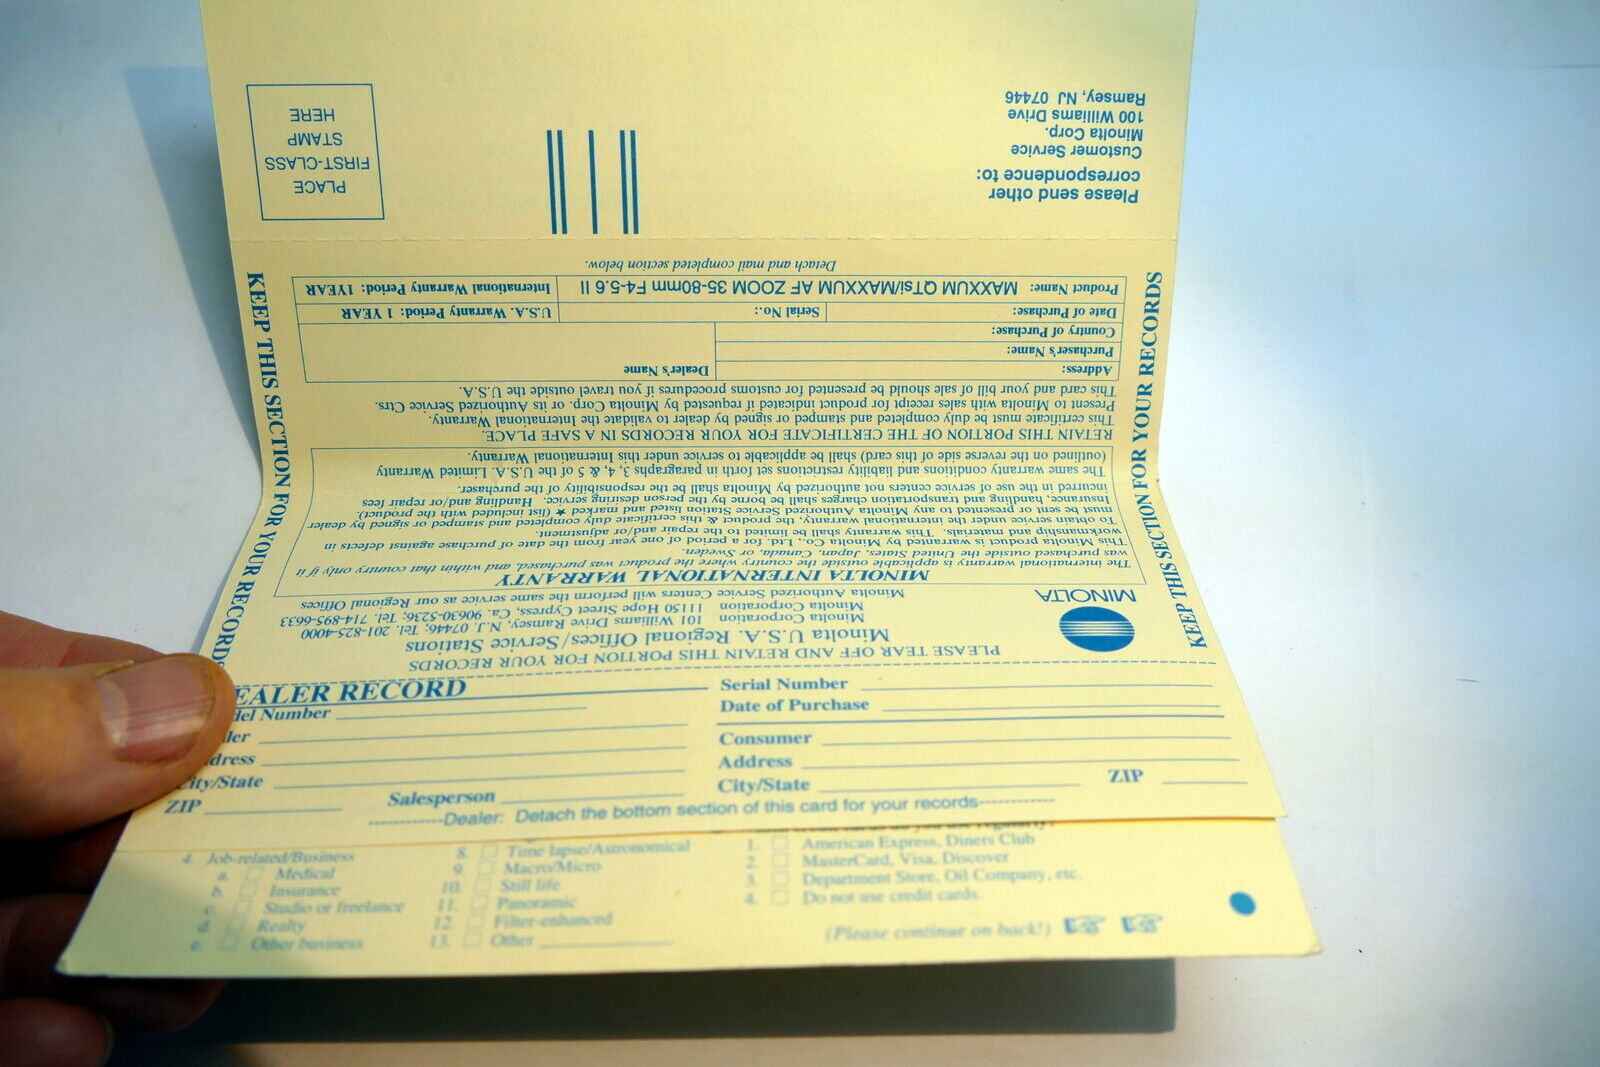 PLACE
FIRST-CLASS
STAMP
HERE
Please send other
correspondence to:
Customer Service
Minolta Corp.
100 Williams Drive
Ramsey, NJ 07446
KEEP THIS SECTION FOR YOUR RECORDS
KEEP THIS SECTION FOR YOUR RECORDS
PLEASE TEAR OFF AND RETAIN THIS PORTION FOR YOUR RECORDS
MINOLTA
Minolta U.S.A. Regional Offices/Service Stations
Minolta Corporation 101 Williams Drive Ramsey, N.J. 07446; Tel. 201-825-4000
Minolta Corporation 11150 Hope Street Cypress, Ca. 90630-5236; Tel. 714-895-6633
Minolta Authorized Service Centers will perform the same service as our Regional Offices
MINOLTA INTERNATIONAL WARRANTY
The international warranty is applicable outside the country where the product was purchased, and within that country only if it
was purchased outside the United States, Japan, Canada, or Sweden.
This Minolta product is warranted by Minolta Co., Ltd. for a period of one year from the date of purchase against defects in
workmanship and materials. This warranty shall be limited to the repair and/or adjustment.
To obtain service under the international warranty, the product & this certificate duly completed and stamped or signed by dealer
must be sent or presented to any Minolta Authorized Service Station listed and marked ★ (list included with the product).
Insurance, handling and transportation charges shall be borne by the person desiring service. Handling and/or repair fees
incurred in the use of service centers not authorized by Minolta shall be the responsibility of the purchaser.
The same warranty conditions and liability restrictions set forth in paragraphs 3, 4, & 5 of the U.S.A. Limited Warranty
(outlined on the reverse side of this card) shall be applicable to service under this International Warranty.
RETAIN THIS PORTION OF THE CERTIFICATE FOR YOUR RECORDS IN A SAFE PLACE.
This certificate must be duly completed and stamped or signed by dealer to validate the International Warranty.
Present to Minolta with sales receipt for product indicated if requested by Minolta Corp. or its Authorized Service Ctrs.
This card and your bill of sale should be presented for customs procedures if you travel outside the U.S.A.
Address:
Dealer's Name
Purchaser's Name:
Country of Purchase:
Date of Purchase: Serial No.: U.S.A. Warranty Period: 1 YEAR
Product Name: MAXXUM QTsi/MAXXUM AF ZOOM 35-80mm F4-5.6 II International Warranty Period: 1YEAR
Detach and mail completed section below.
EALER RECORD
Serial Number
del Number
Date of Purchase
ler
Consumer
dress
Address
City/State
City/State ZIP
ZIP Salesperson
Dealer: Detach the bottom section of this card for your records
4. Job-related/Business
a. Medical
b. Insurance
c. Studio or freelance
d. Realty
e. Other business
8. Time lapse/Astronomical
9. Macro/Micro
10. Still life
11. Panoramic
12. Filter-enhanced
13. Other
1. American Express, Diners Club
2. MasterCard, Visa, Discover
3. Department Store, Oil Company, etc.
4. Do not use credit cards.
(Please continue on back!)